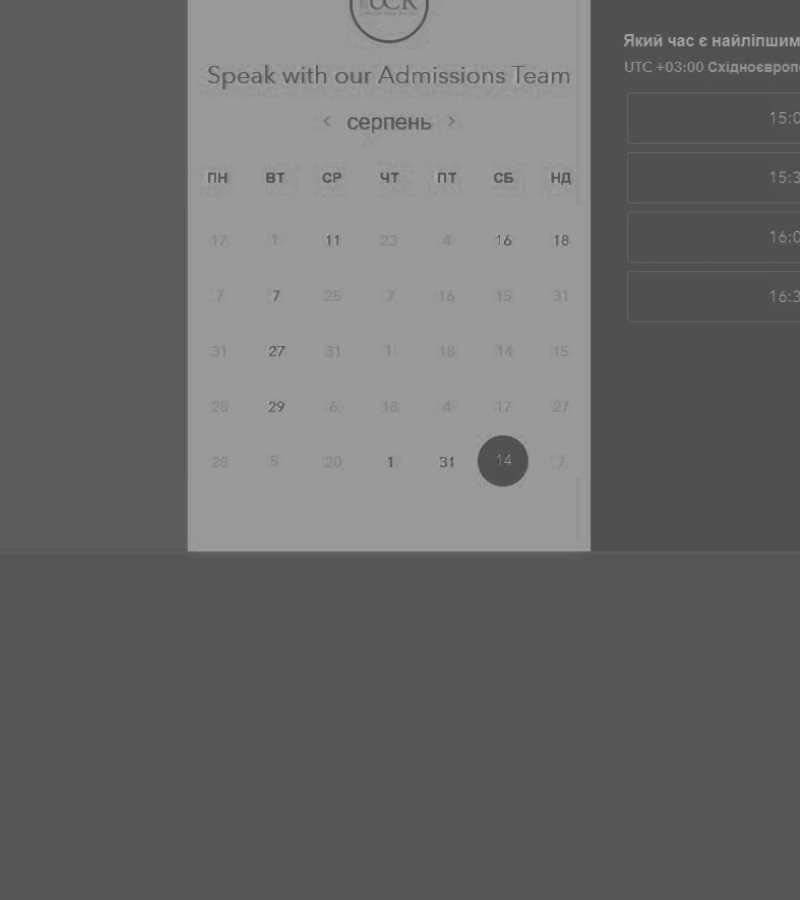 UCR
Speak with our Admissions Team
‹ серпень ›
ПН ВТ СР ЧТ ПТ СБ НД
17 1 11 23 4 16 18
7 7 25 7 16 15 31
31 27 31 1 18 14 15
28 29 6 18 4 17 27
28 5 20 1 31 14 7
Який час є найліпшим
UTC +03:00
15:0
15:3
16:0
16:3